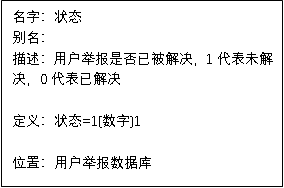 名字：状态
别名：
描述：用户举报是否已被解决，1 代表未解
决，0 代表已解决
定义：状态=1{数字}1
位置：用户举报数据库